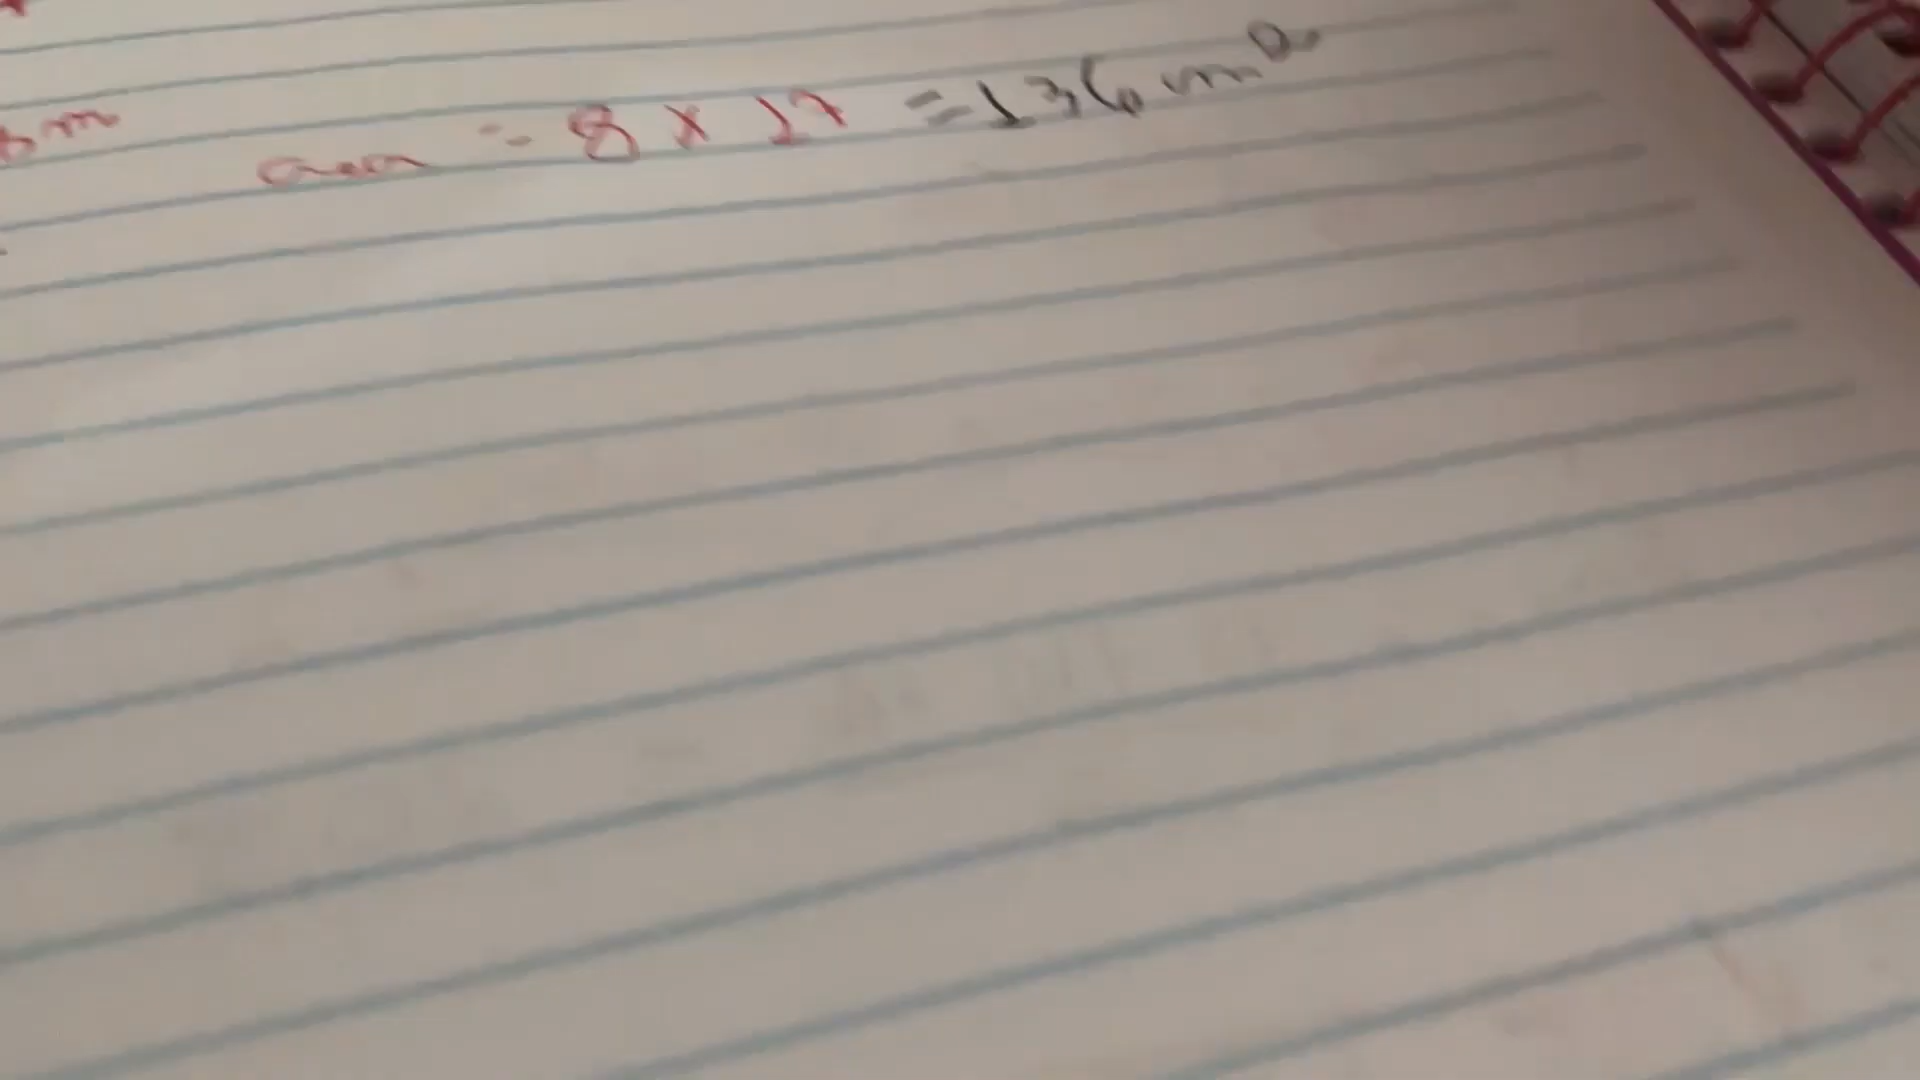 m area = 8 x 17 = 136 m²